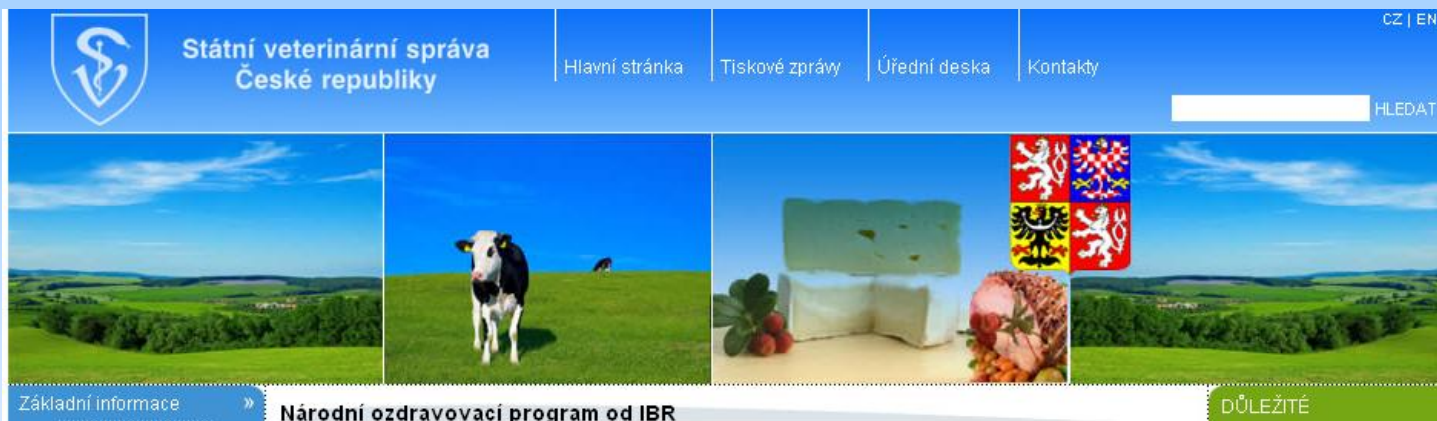 CZ | EN
Státní veterinární správa
České republiky
Hlavní stránka
Tiskové zprávy
Úřední deska
Kontakty
HLEDAT
Základní informace »
Národní ozdravovací program od IBR
DŮLEŽITÉ